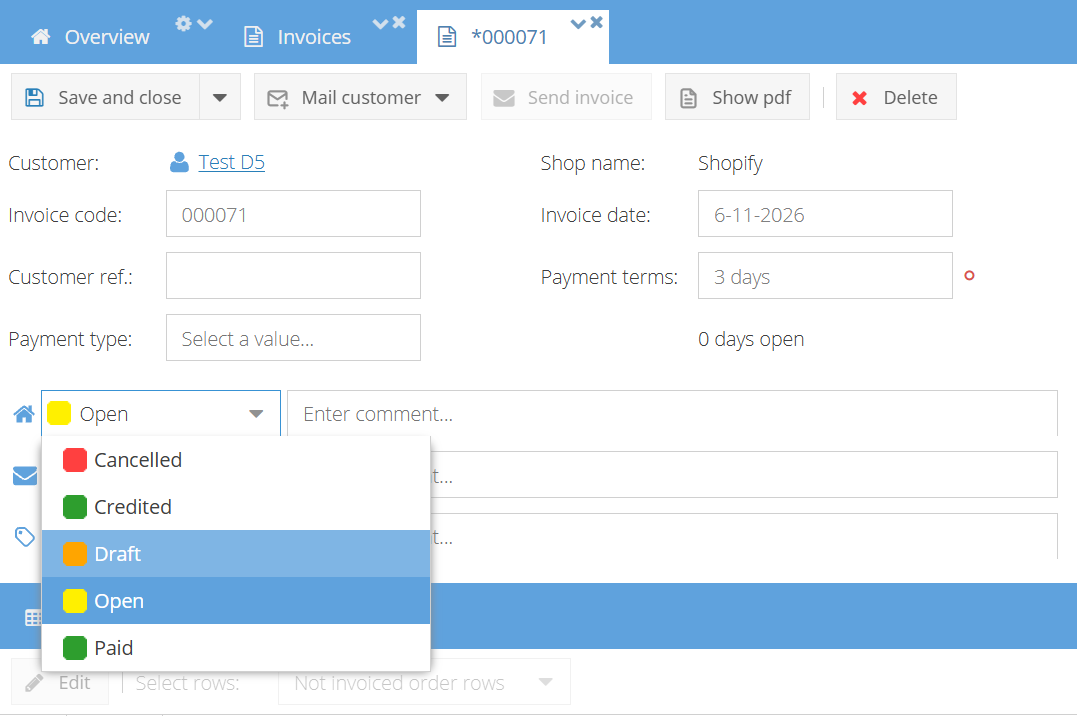 Overview Invoices *000071
Save and close Mail customer Send invoice Show pdf Delete
Customer: Test D5 Shop name: Shopify
Invoice code: 000071 Invoice date: 6-11-2026
Customer ref.: Payment terms: 3 days
Payment type: Select a value... 0 days open
Open Enter comment...
Cancelled
t...
Credited
Draft
t...
Open
Paid
Edit Select rows: Not invoiced order rows